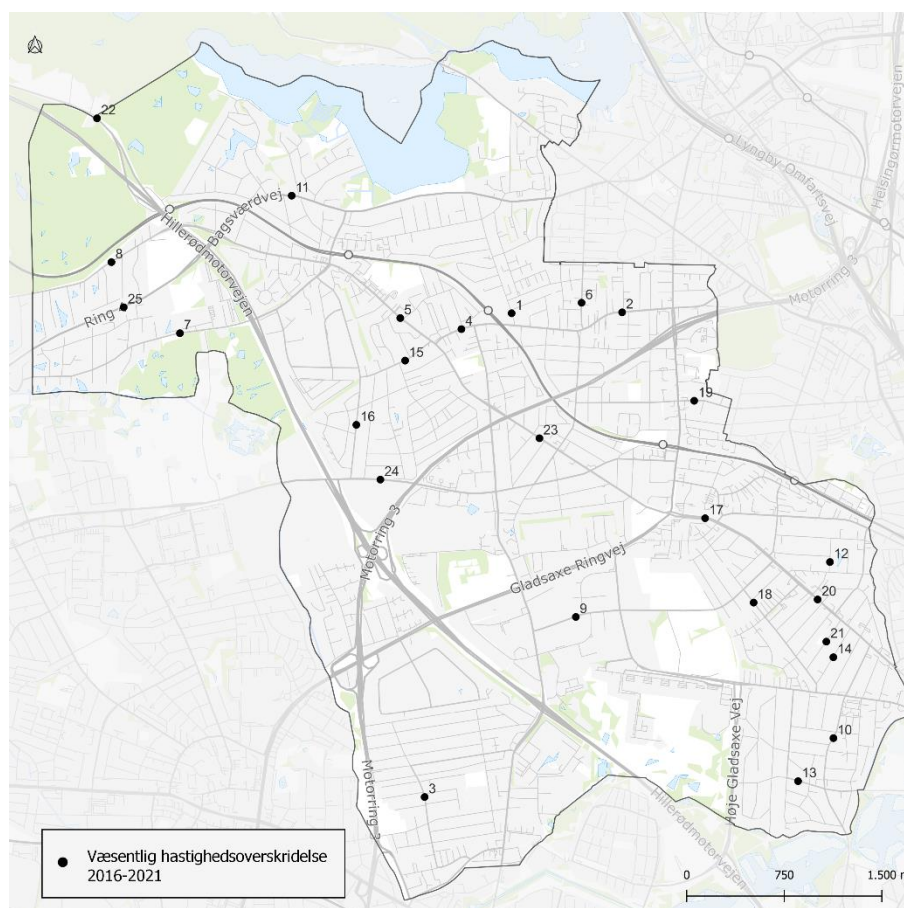 22
Lyngby Omfartsvej
Helsingørmotorvejen
11
Bagsværdvej
Hillerødmotorvejen
8
Motorring 3
25
Ring
7
5
4
1
6
2
15
19
16
23
24
17
Motorring 3
Gladsaxe Ringvej
12
18
20
9
21
14
10
Høje Gladsaxe Vej
13
3
Motorring 3
Hillerødmotorvejen
Væsentlig hastighedsoverskridelse
2016-2021
0 750 1.500 m